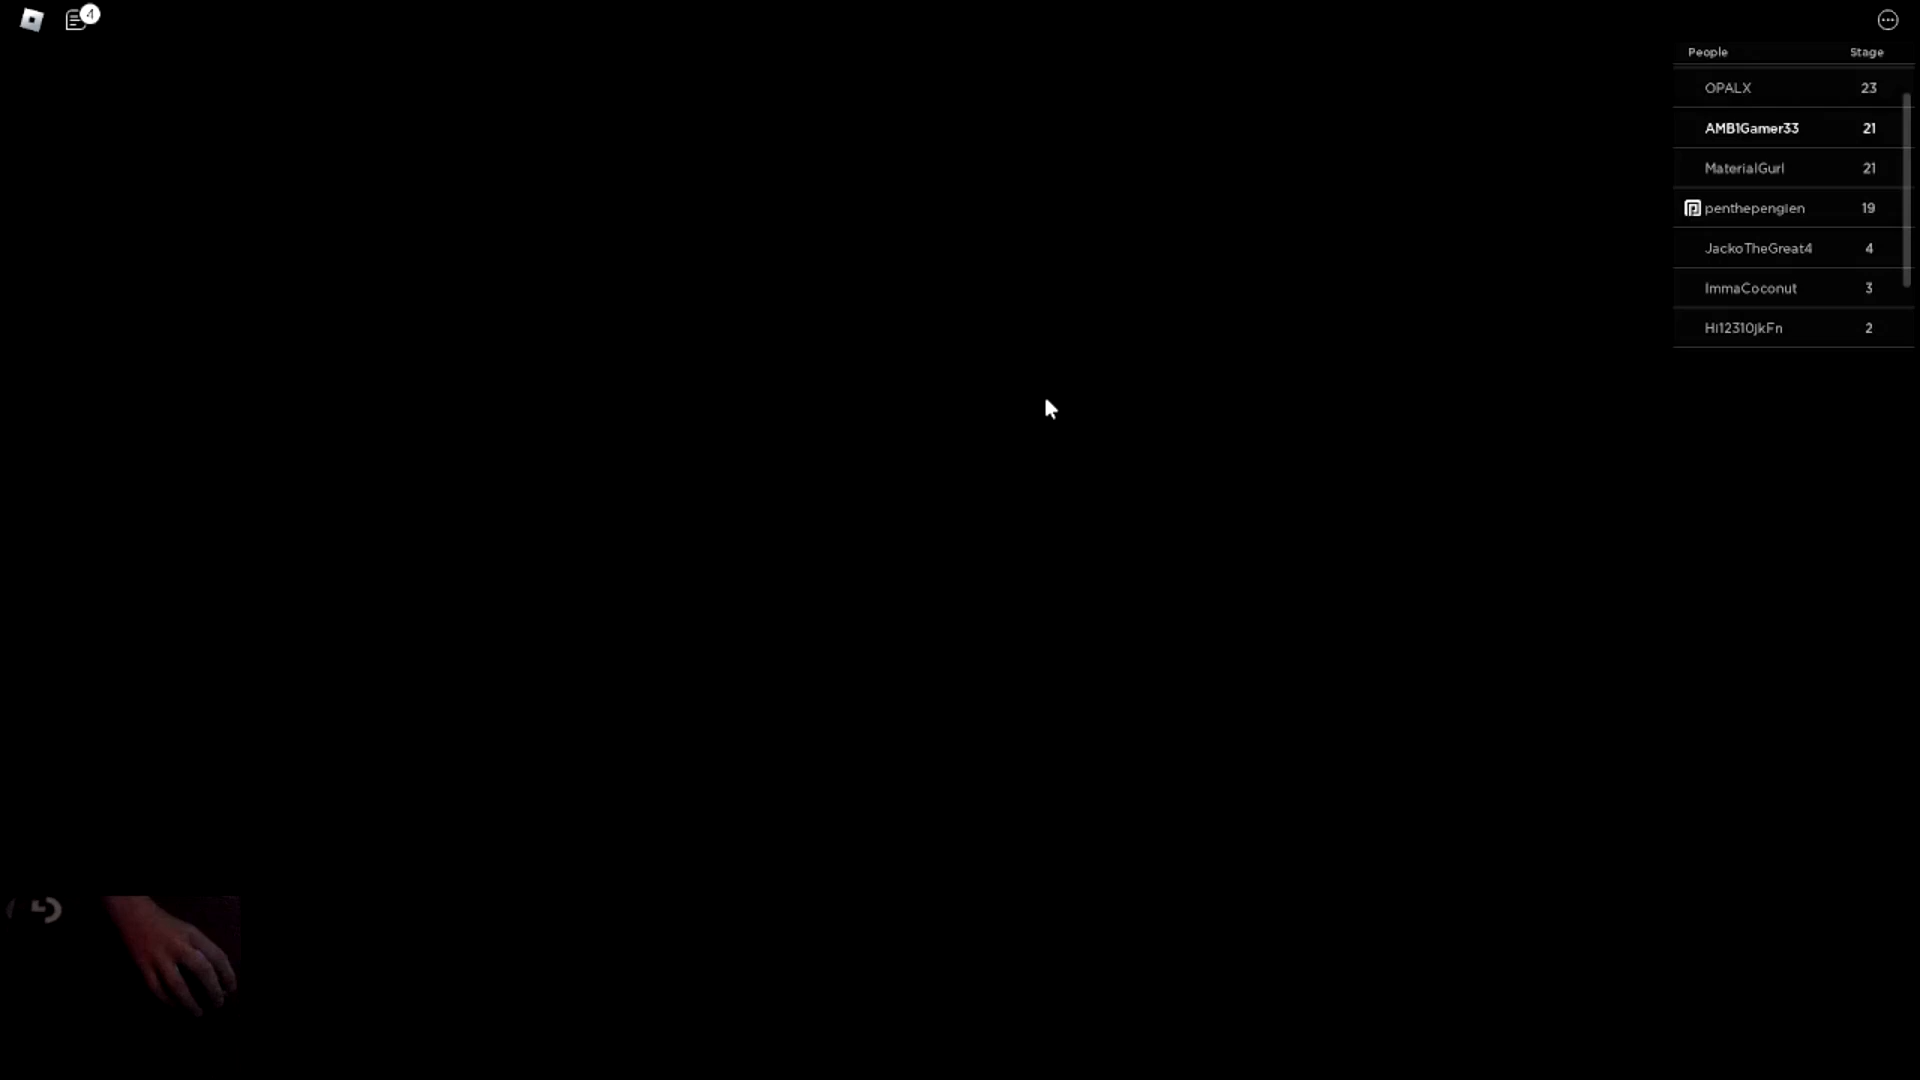 4
People Stage
OPALX 23
AMB1Gamer33 21
MaterialGurl 21
penthepengien 19
JackoTheGreat4 4
ImmaCoconut 3
Hi12310jkFn 2